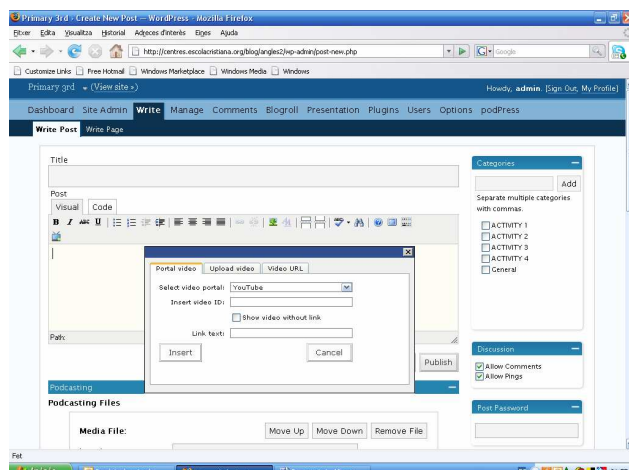 Primary 3rd › Create New Post — WordPress - Mozilla Firefox
Fitxer Edita Visualitza Historial Adreces d'interès Eines Ajuda
http://centres.escolacristiana.org/blog/angles2/wp-admin/post-new.php
Google
Customize Links Free Hotmail Windows Marketplace Windows Media Windows
Primary 3rd (View site »)
Howdy, admin. [Sign Out, My Profile]
Dashboard Site Admin Write Manage Comments Blogroll Presentation Plugins Users Options podPress
Write Post Write Page
Title
Post
Visual Code
B I ABC U
Portal video Upload video Video URL
Select video portal: YouTube
Insert video ID:
Show video without link
Link text:
Insert Cancel
Path:
Publish
Podcasting
Podcasting Files
Media File: Move Up Move Down Remove File
Categories
Add
Separate multiple categories
with commas.
ACTIVITY 1
ACTIVITY 2
ACTIVITY 3
ACTIVITY 4
General
Discussion
Allow Comments
Allow Pings
Post Password
Fet